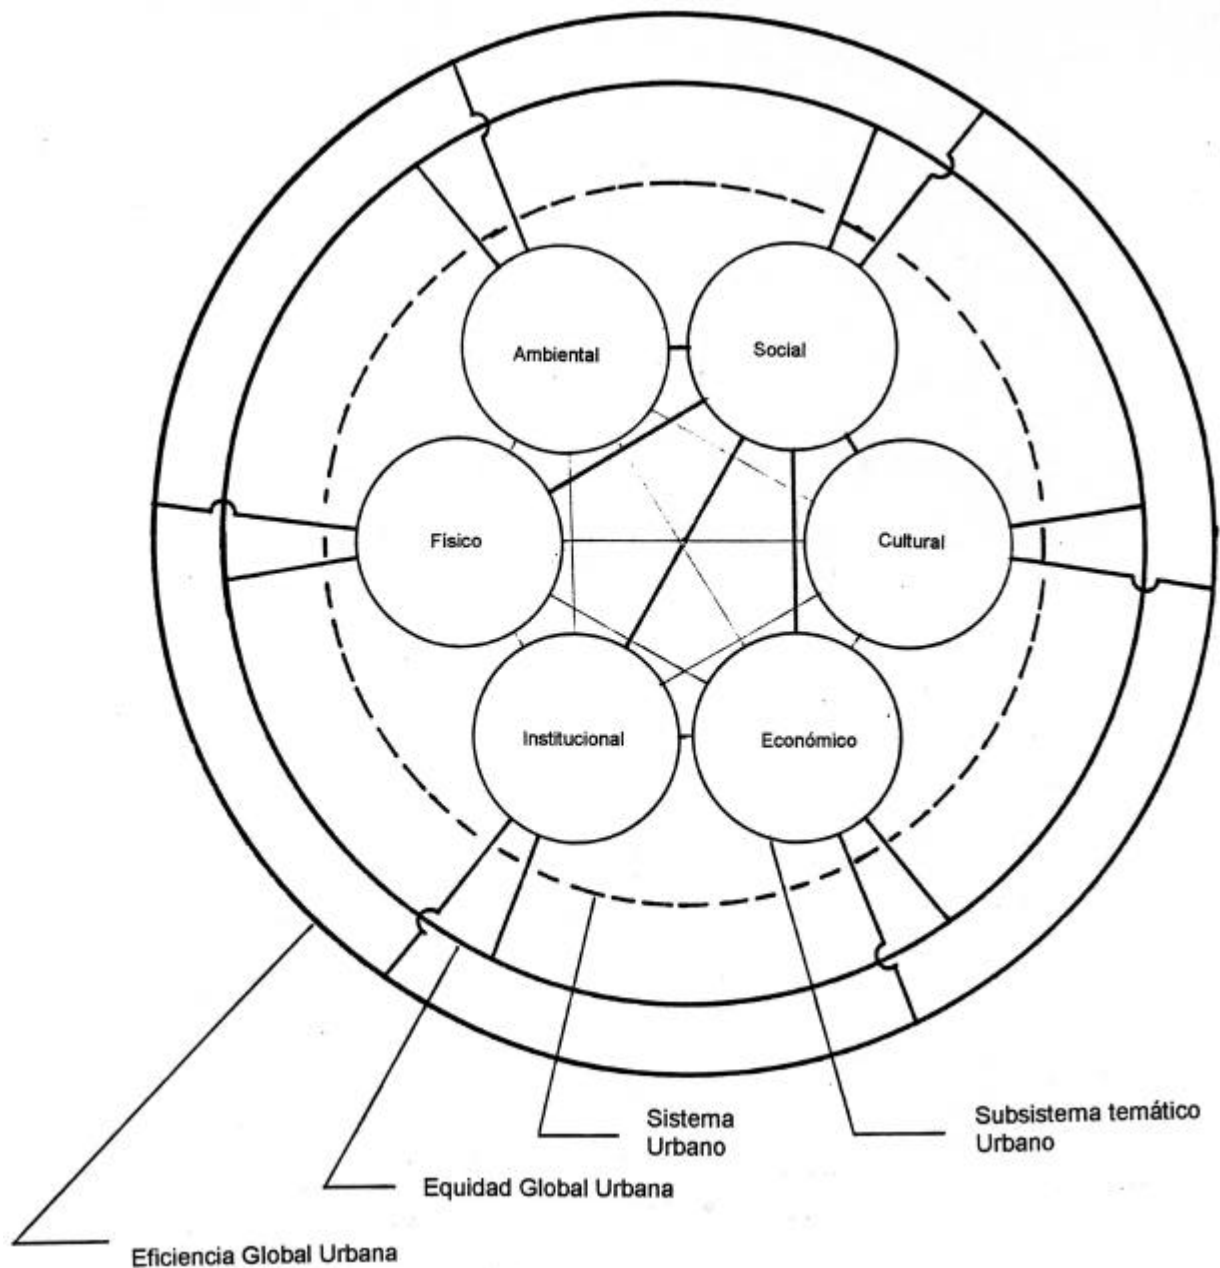 Ambiental
Social
Físico
Cultural
Institucional
Económico
Sistema
Urbano
Subsistema temático
Urbano
Equidad Global Urbana
Eficiencia Global Urbana